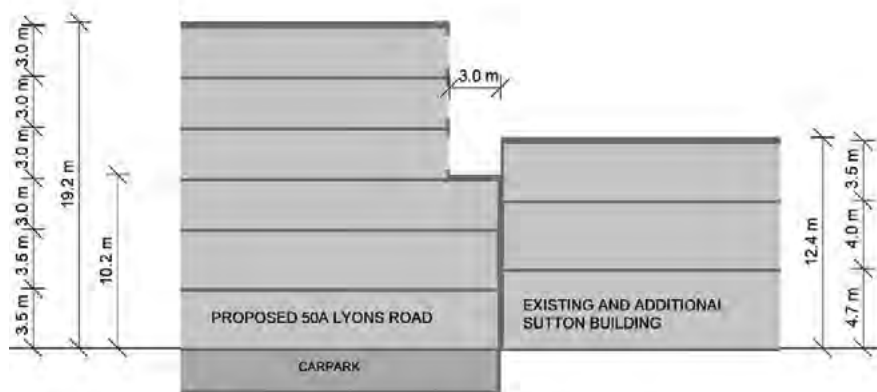 3.0 m
3.0 m
3.0 m
3.0 m
3.5 m
3.5 m
19.2 m
10.2 m
3.0 m
PROPOSED 50A LYONS ROAD
CARPARK
EXISTING AND ADDITIONAL
SUTTON BUILDING
12.4 m
3.5 m
4.0 m
4.7 m